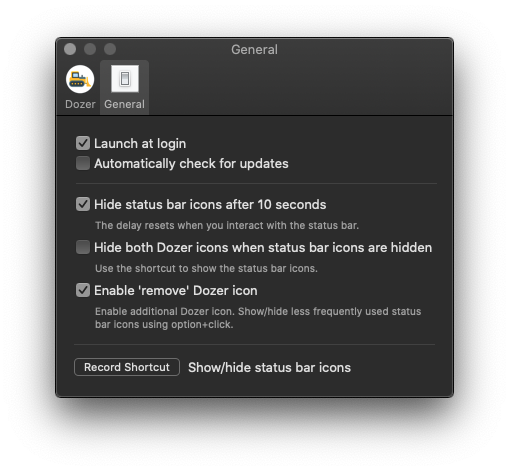 General
Dozer
General
Launch at login
Automatically check for updates
Hide status bar icons after 10 seconds
The delay resets when you interact with the status bar.
Hide both Dozer icons when status bar icons are hidden
Use the shortcut to show the status bar icons.
Enable 'remove' Dozer icon
Enable additional Dozer icon. Show/hide less frequently used status
bar icons using option+click.
Record Shortcut
Show/hide status bar icons